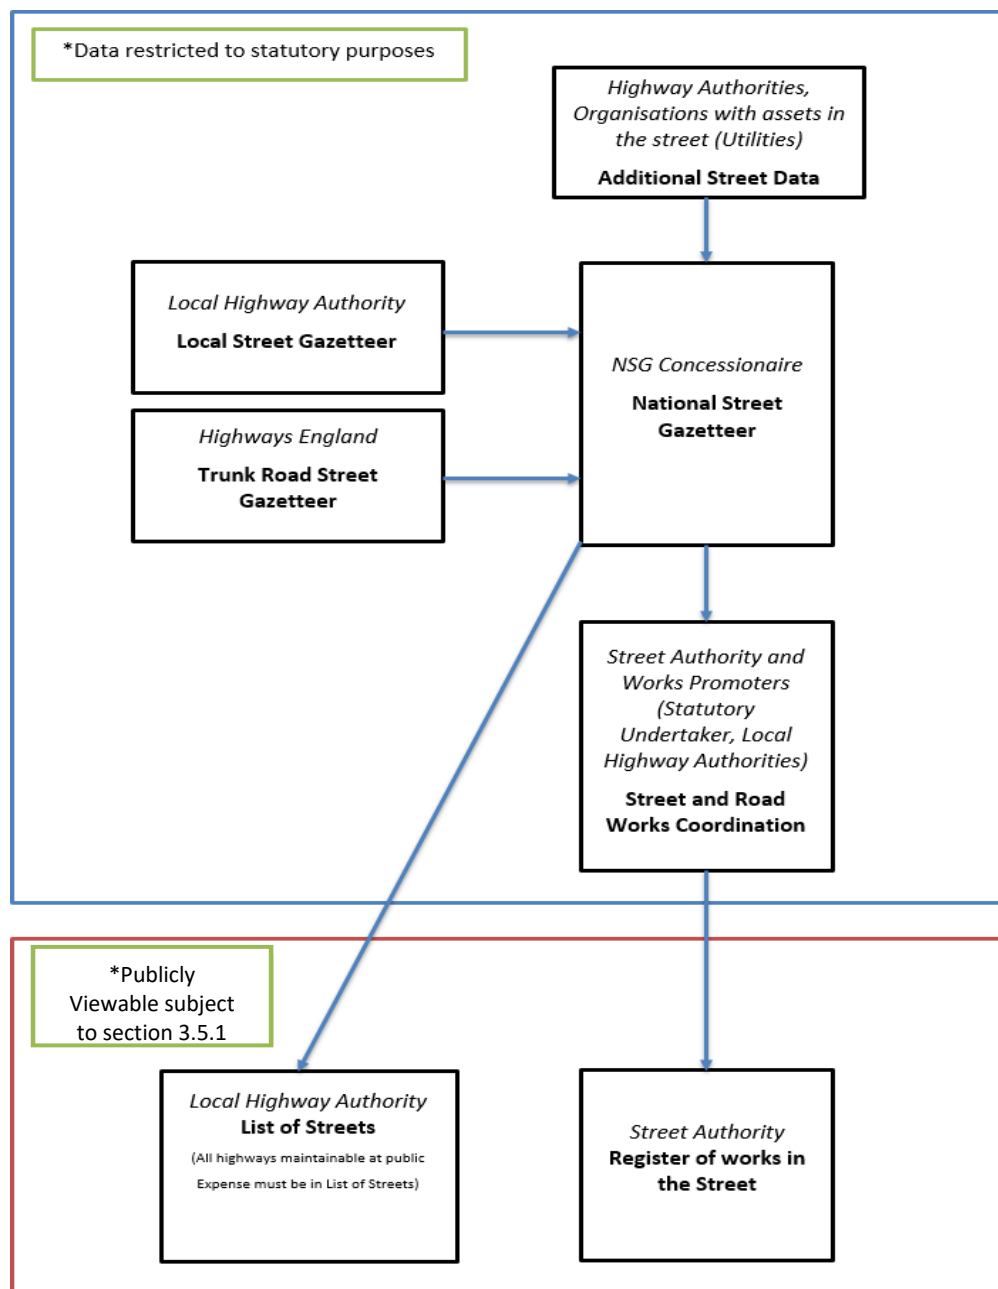 *Data restricted to statutory purposes
Highway Authorities,
Organisations with assets in
the street (Utilities)
Additional Street Data
Local Highway Authority
Local Street Gazetteer
NSG Concessionaire
National Street
Gazetteer
Highways England
Trunk Road Street
Gazetteer
Street Authority and
Works Promoters
(Statutory
Undertaker, Local
Highway Authorities)
Street and Road
Works Coordination
*Publicly
Viewable subject
to section 3.5.1
Local Highway Authority
List of Streets
(All highways maintainable at public
Expense must be in List of Streets)
Street Authority
Register of works in
the Street